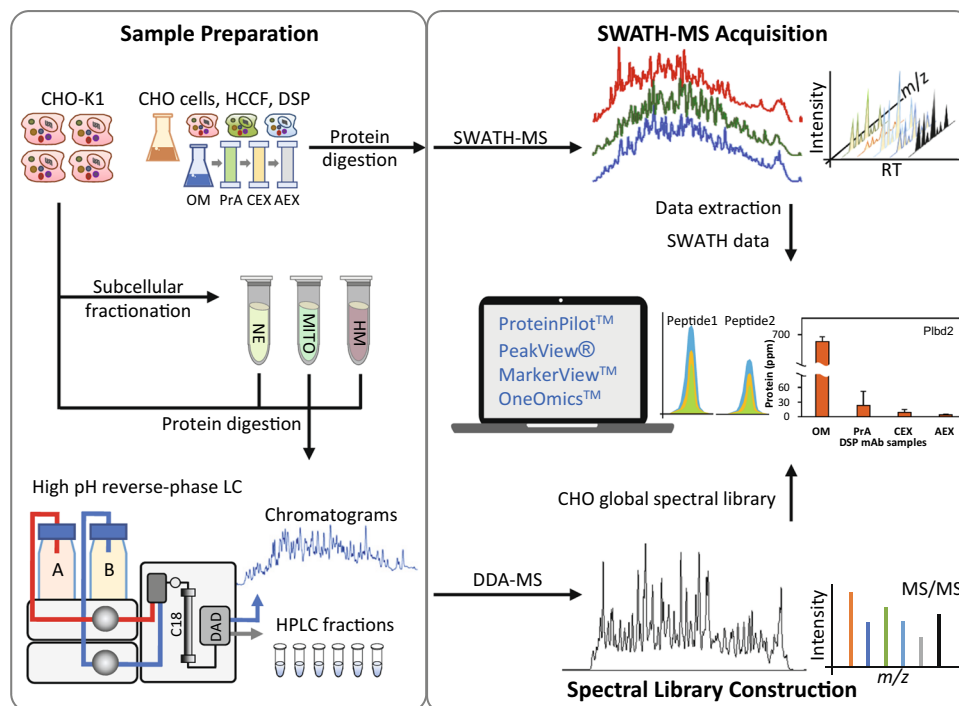 Sample Preparation
CHO-K1
CHO cells, HCCF, DSP
OM PrA CEX AEX
Protein
digestion
Subcellular
fractionation
NE
MITO
HM
Protein digestion
High pH reverse-phase LC
A
B
C18
DAD
Chromatograms
HPLC fractions
SWATH-MS Acquisition
SWATH-MS
Intensity
m/z
RT
Data extraction
SWATH data
ProteinPilot™
PeakView®
MarkerView™
OneOmics™
Peptide1
Peptide2
Plbd2
Protein (ppm)
700
60
30
0
OM PrA CEX AEX
DSP mAb samples
CHO global spectral library
DDA-MS
MS/MS
Intensity
m/z
Spectral Library Construction